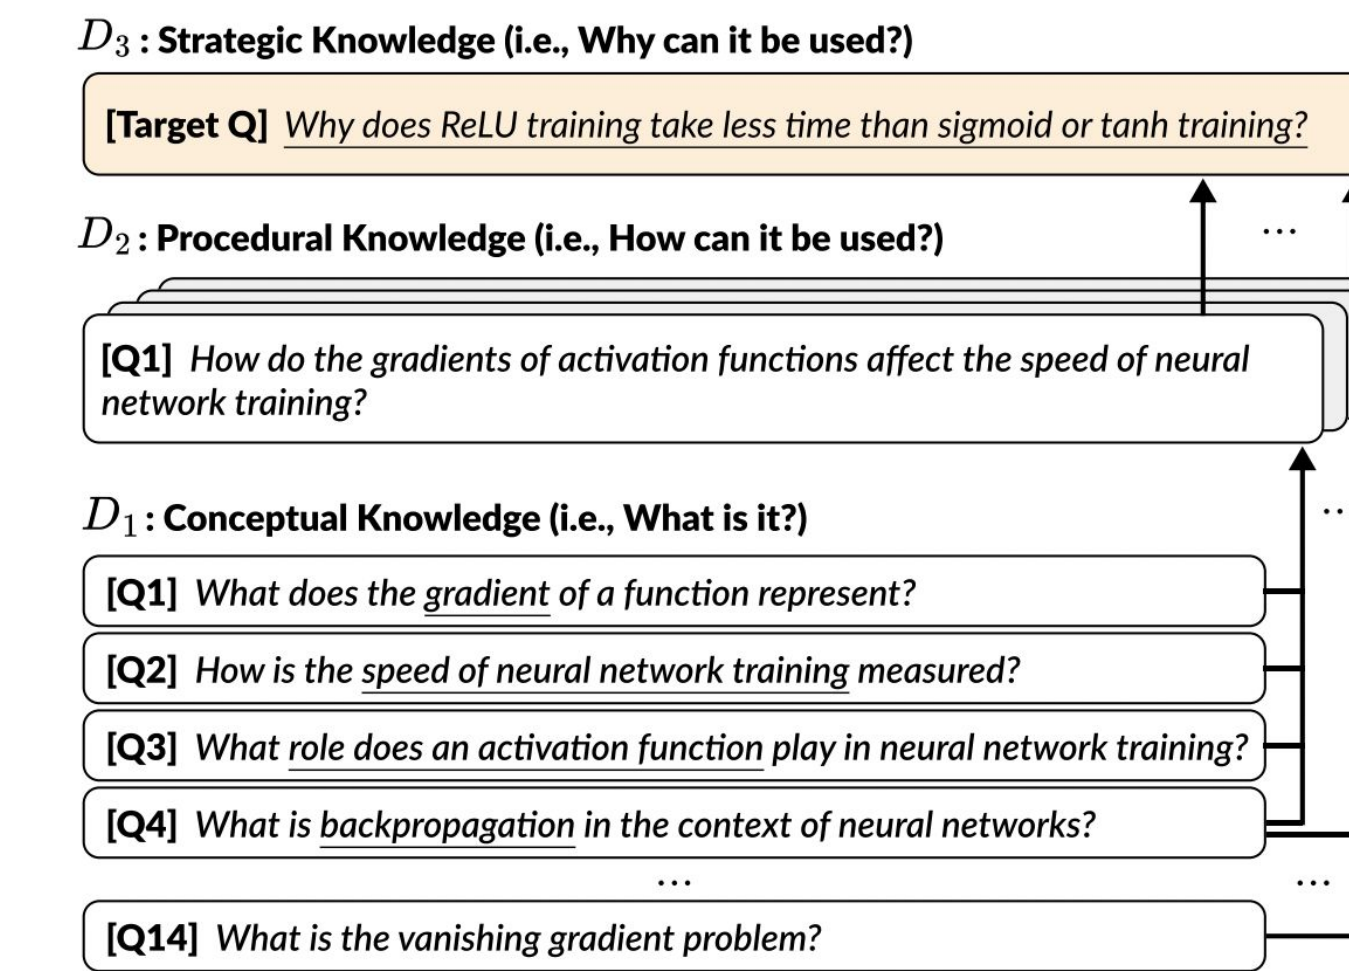 D3 : Strategic Knowledge (i.e., Why can it be used?)
[Target Q] Why does ReLU training take less time than sigmoid or tanh training?
...
D2 : Procedural Knowledge (i.e., How can it be used?)
[Q1] How do the gradients of activation functions affect the speed of neural
network training?
D1 : Conceptual Knowledge (i.e., What is it?)
..
[Q1] What does the gradient of a function represent?
[Q2] How is the speed of neural network training measured?
[Q3] What role does an activation function play in neural network training?
[Q4] What is backpropagation in the context of neural networks?
... ...
[Q14] What is the vanishing gradient problem?